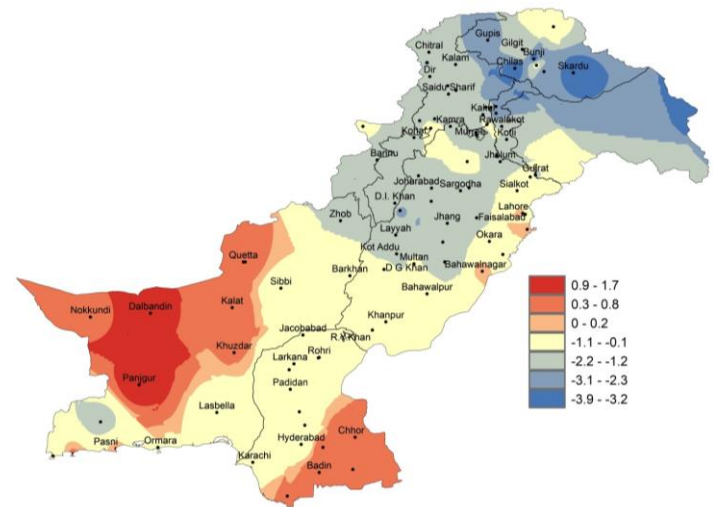 Gupis
Gilgit
Bunji
Chitral
Kalam
Chilas
Skardu
Dir
Saidu Sharif
Kakul
Kamra
Rawalakot
Kohat
Murree
Kotli
Bannu
Jhelum
Joharabad
Sargodha
Gujrat
Sialkot
D.I. Khan
Zhob
Jhang
Lahore
Faisalabad
Layyah
Okara
Kot Addu
Quetta
Multan
Barkhan
D G Khan
Bahawalnagar
Sibbi
Bahawalpur
Nokkundi
Dalbandin
Kalat
Khanpur
Jacobabad
R.Y.Khan
Khuzdar
Larkana
Rohri
Panjgur
Padidan
Lasbella
Pasni
Ormara
Hyderabad
Chhor
Karachi
Badin
0.9 - 1.7
0.3 - 0.8
0 - 0.2
-1.1 - -0.1
-2.2 - -1.2
-3.1 - -2.3
-3.9 - -3.2